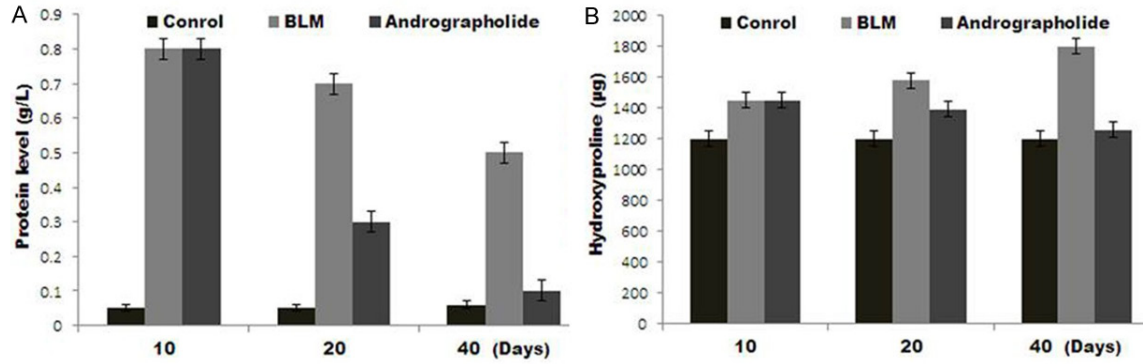 A
Conrol BLM Andrographolide
Protein level (g/L)
0.9
0.8
0.7
0.6
0.5
0.4
0.3
0.2
0.1
0
10 20 40 (Days)
B
Conrol BLM Andrographolide
Hydroxyproline (µg)
2000
1800
1600
1400
1200
1000
800
600
400
200
0
10 20 40 (Days)